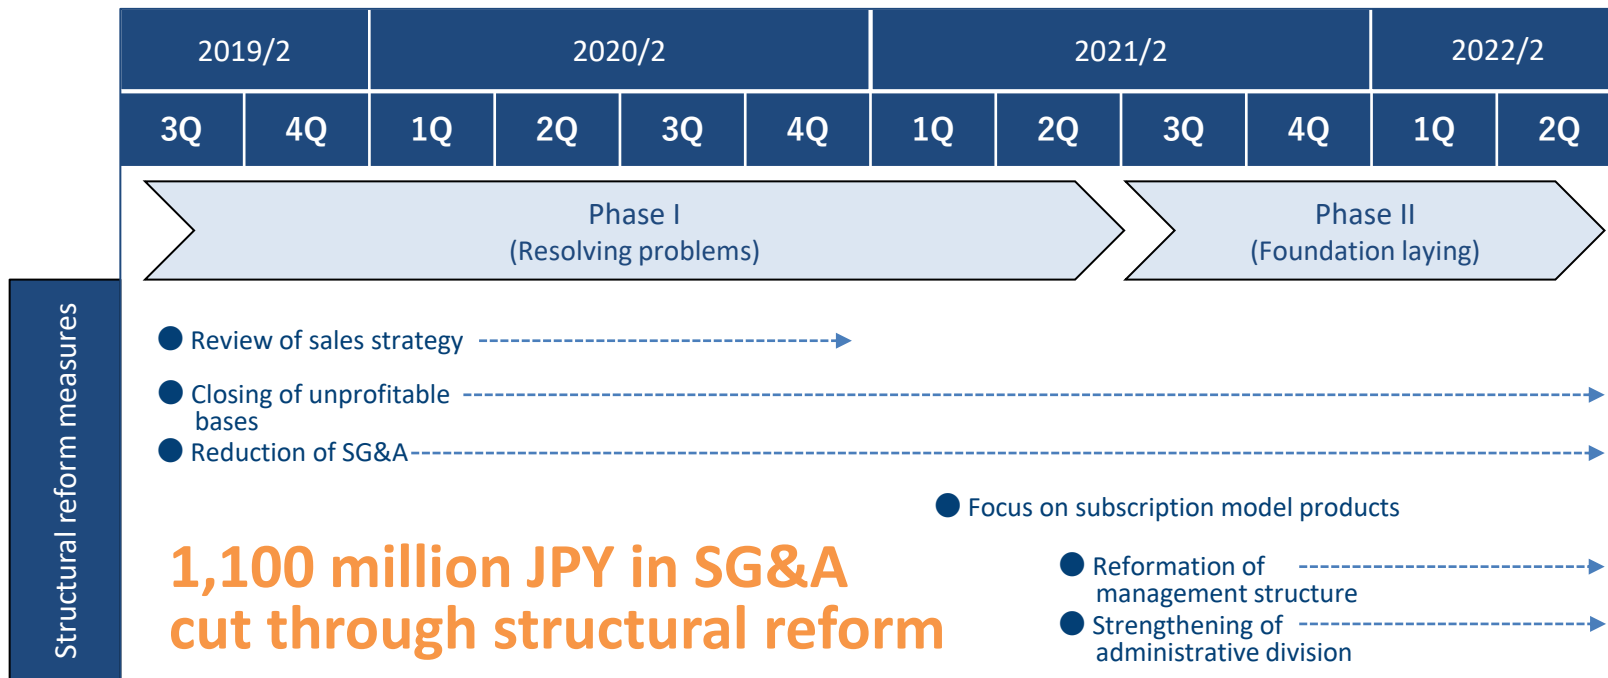 2019/2 2020/2 2021/2 2022/2
3Q 4Q 1Q 2Q 3Q 4Q 1Q 2Q 3Q 4Q 1Q 2Q
Phase I
(Resolving problems)
Phase II
(Foundation laying)
Structural reform measures
● Review of sales strategy
● Closing of unprofitable
bases
● Reduction of SG&A
● Focus on subscription model products
1,100 million JPY in SG&A
cut through structural reform
● Reformation of
management structure
● Strengthening of
administrative division